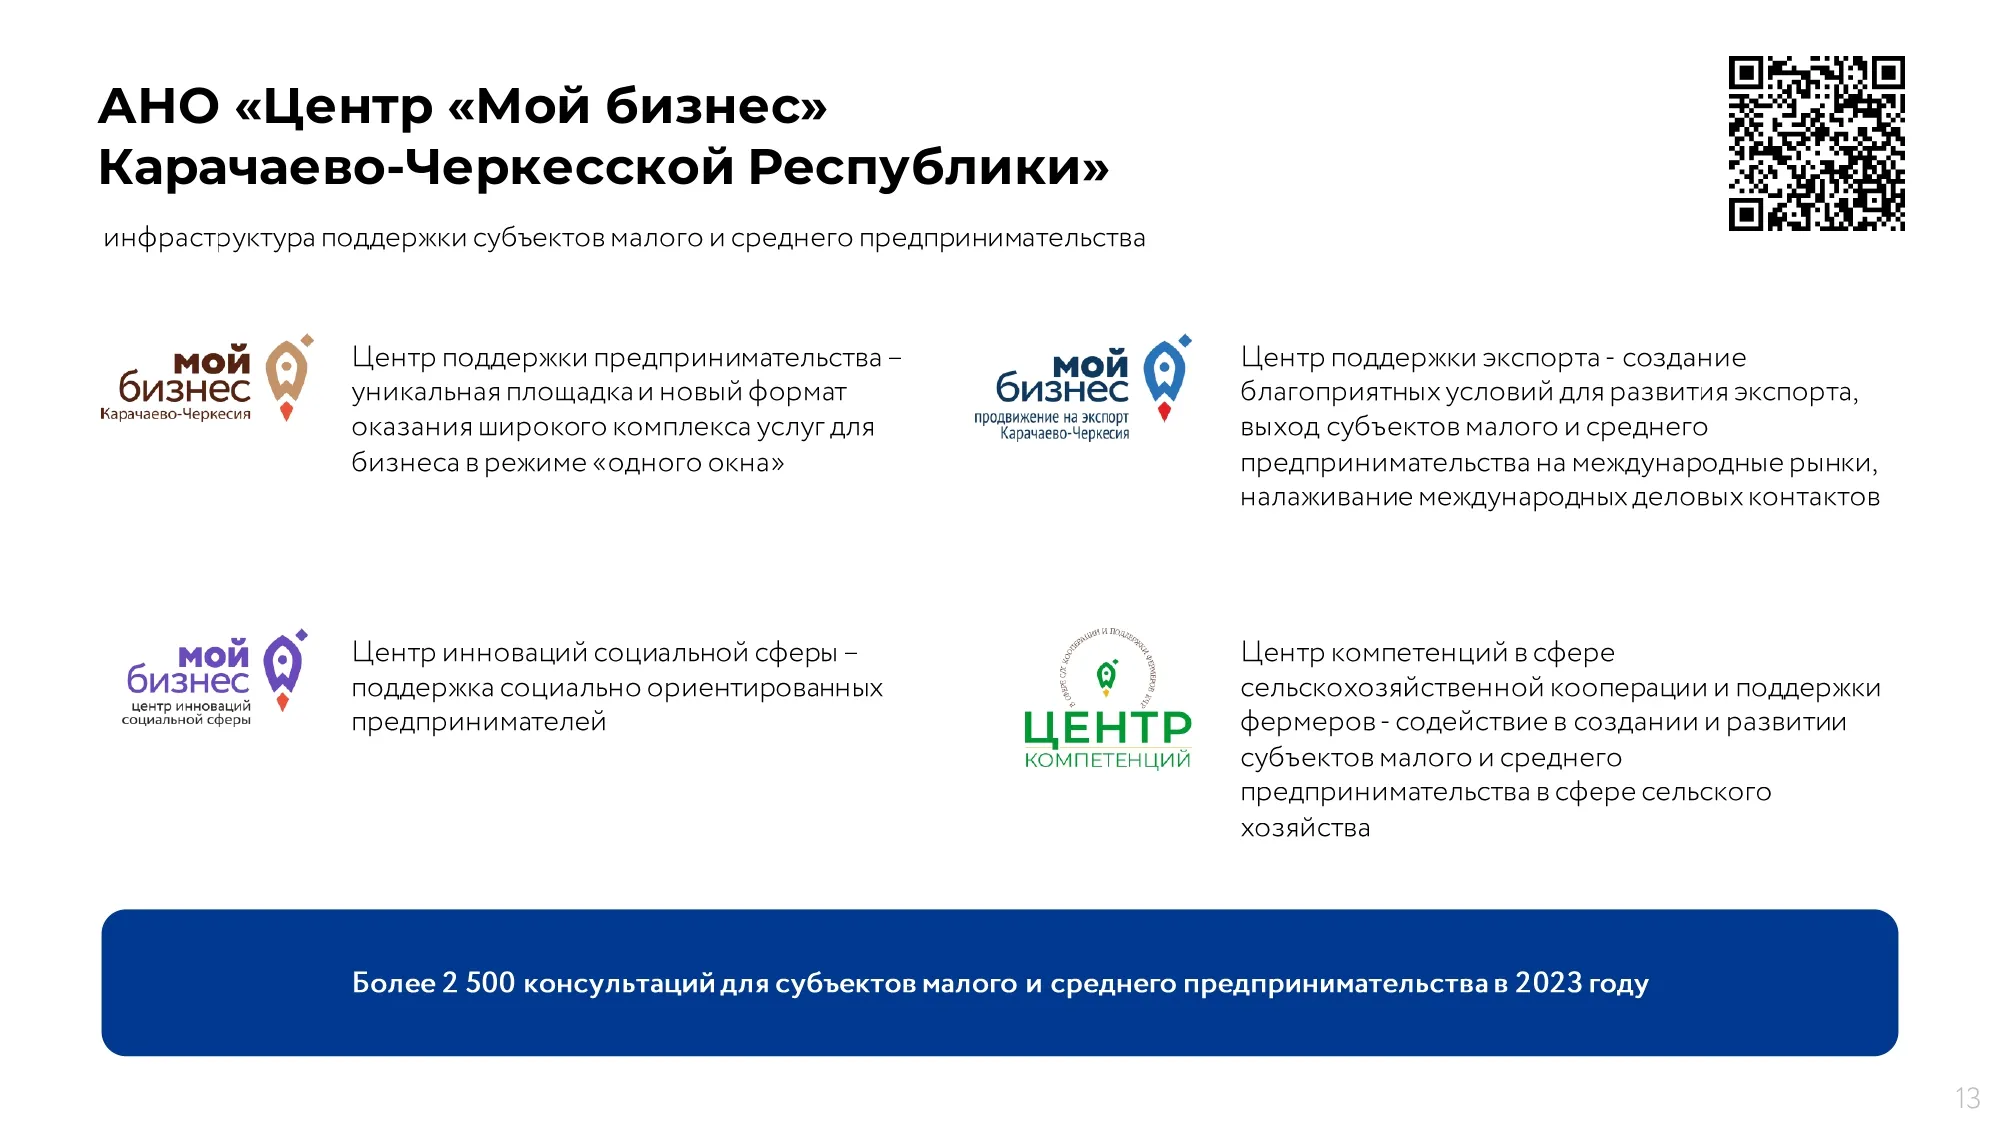 АНО «Центр «Мой бизнес»
Карачаево-Черкесской Республики»
инфраструктура поддержки субъектов малого и среднего предпринимательства
мой
бизнес
Карачаево-Черкесия
Центр поддержки предпринимательства –
уникальная площадка и новый формат
оказания широкого комплекса услуг для
бизнеса в режиме «одного окна»
мой
бизнес
продвижение на экспорт
Карачаево-Черкесия
Центр поддержки экспорта - создание
благоприятных условий для развития экспорта,
выход субъектов малого и среднего
предпринимательства на международные рынки,
налаживание международных деловых контактов
мой
бизнес
центр инноваций
социальной сферы
Центр инноваций социальной сферы –
поддержка социально ориентированных
предпринимателей
В СФЕРЕ С/Х КООПЕРАЦИИ И ПОДДЕРЖКИ ФЕРМЕРОВ КЧР
ЦЕНТР
КОМПЕТЕНЦИЙ
Центр компетенций в сфере
сельскохозяйственной кооперации и поддержки
фермеров - содействие в создании и развитии
субъектов малого и среднего
предпринимательства в сфере сельского
хозяйства
Более 2 500 консультаций для субъектов малого и среднего предпринимательства в 2023 году
13